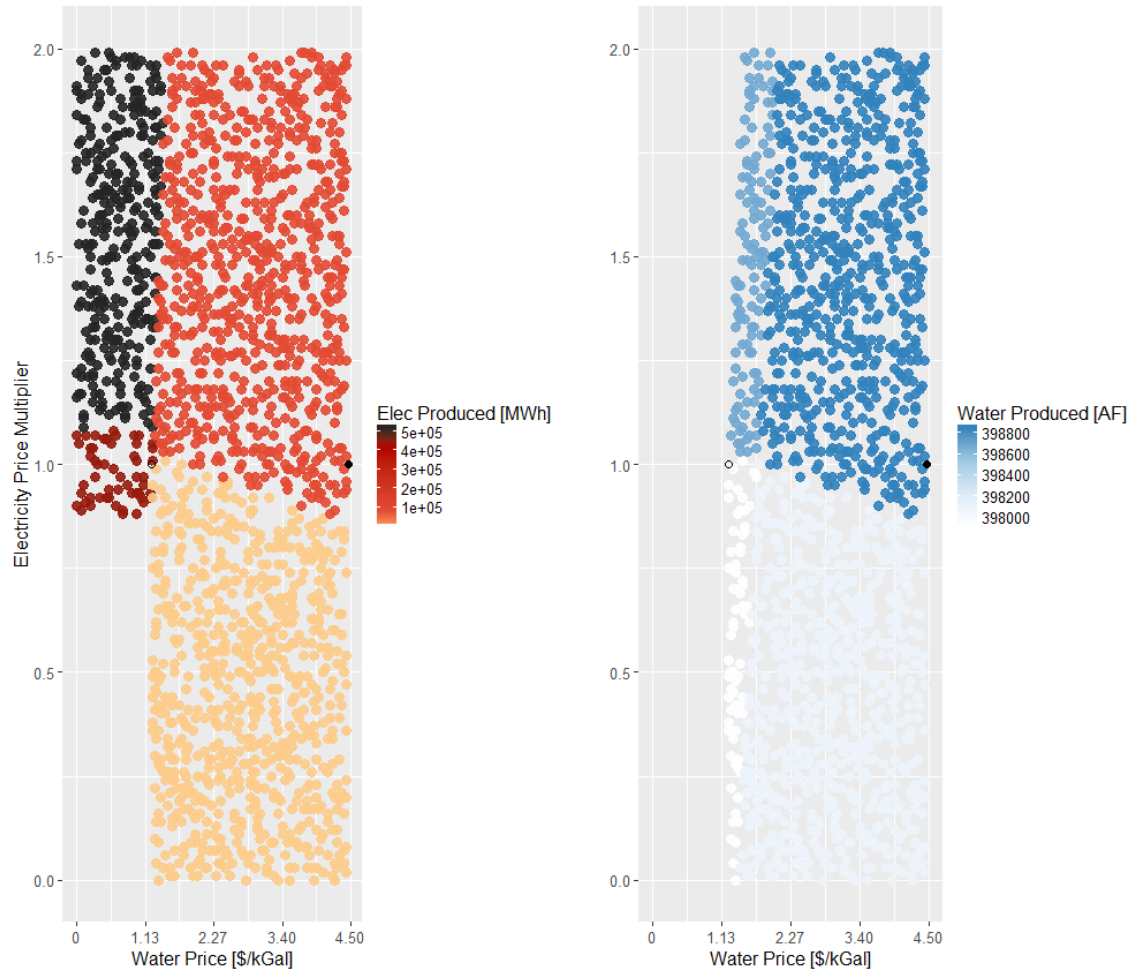 2.0
1.5
1.0
0.5
0.0
Electricity Price Multiplier
0 1.13 2.27 3.40 4.50
Water Price [$/kGal]
Elec Produced [MWh]
5e+05
4e+05
3e+05
2e+05
1e+05
2.0
1.5
1.0
0.5
0.0
0 1.13 2.27 3.40 4.50
Water Price [$/kGal]
Water Produced [AF]
398800
398600
398400
398200
398000